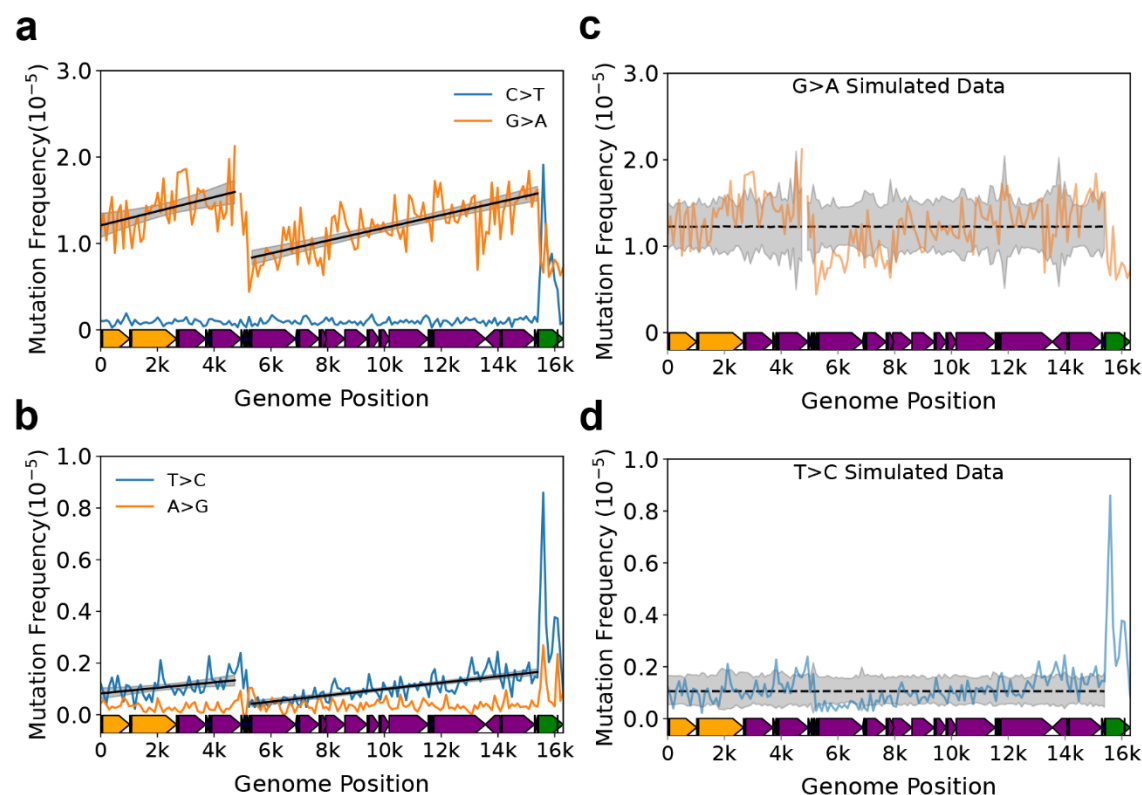 a
3.0
2.0
1.0
0
Mutation Frequency(10⁻⁵)
C>T
G>A
0 2k 4k 6k 8k 10k 12k 14k 16k
Genome Position
c
3.0
2.0
1.0
0
Mutation Frequency (10⁻⁵)
G>A Simulated Data
0 2k 4k 6k 8k 10k 12k 14k 16k
Genome Position
b
1.0
0.8
0.6
0.4
0.2
0.0
Mutation Frequency(10⁻⁵)
T>C
A>G
0 2k 4k 6k 8k 10k 12k 14k 16k
Genome Position
d
1.0
0.8
0.6
0.4
0.2
0.0
Mutation Frequency (10⁻⁵)
T>C Simulated Data
0 2k 4k 6k 8k 10k 12k 14k 16k
Genome Position